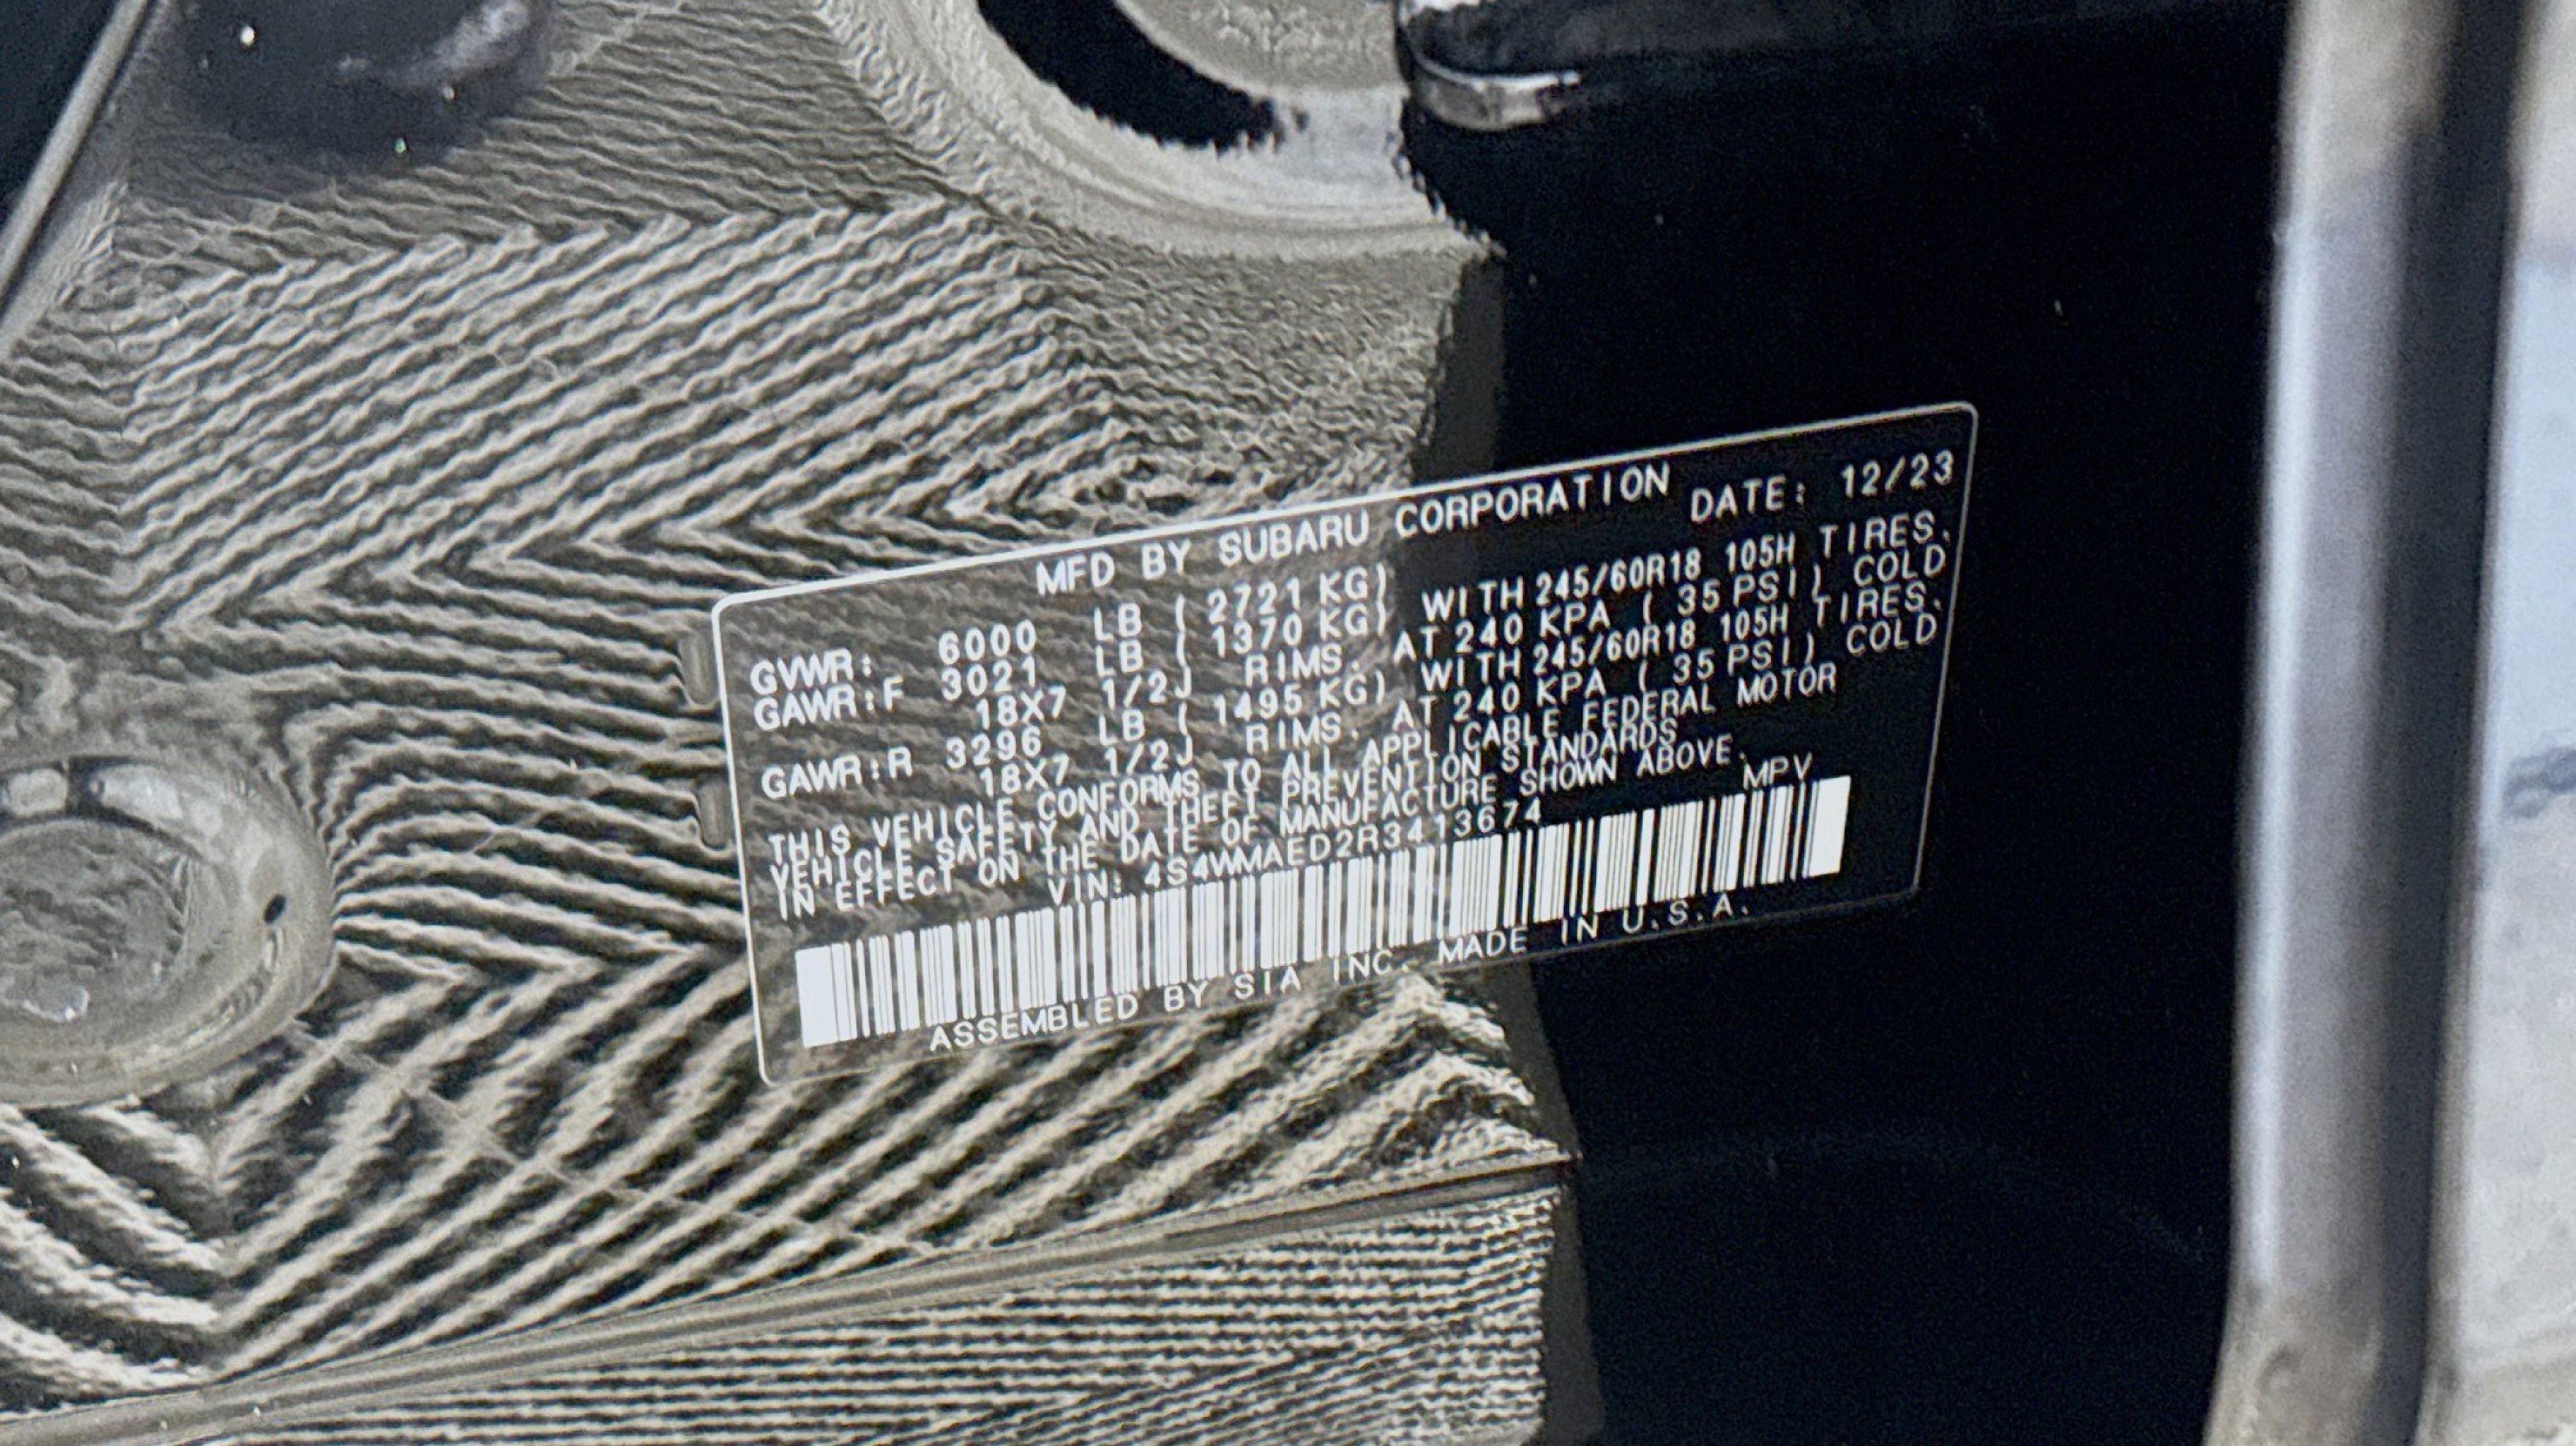 MFD BY SUBARU CORPORATION DATE: 12/23
GVWR: 6000 LB ( 2721 KG)
GAWR:F 3021 LB ( 1370 KG) WITH 245/60R18 105H TIRES.
18X7 1/2J RIMS. AT 240 KPA ( 35 PSI) COLD
GAWR:R 3296 LB ( 1495 KG) WITH 245/60R18 105H TIRES.
18X7 1/2J RIMS. AT 240 KPA ( 35 PSI) COLD
THIS VEHICLE CONFORMS TO ALL APPLICABLE FEDERAL MOTOR
VEHICLE SAFETY AND THEFT PREVENTION STANDARDS
IN EFFECT ON THE DATE OF MANUFACTURE SHOWN ABOVE.
VIN: 4S4WMAED2R3413674 MPV
ASSEMBLED BY SIA INC. MADE IN U.S.A.